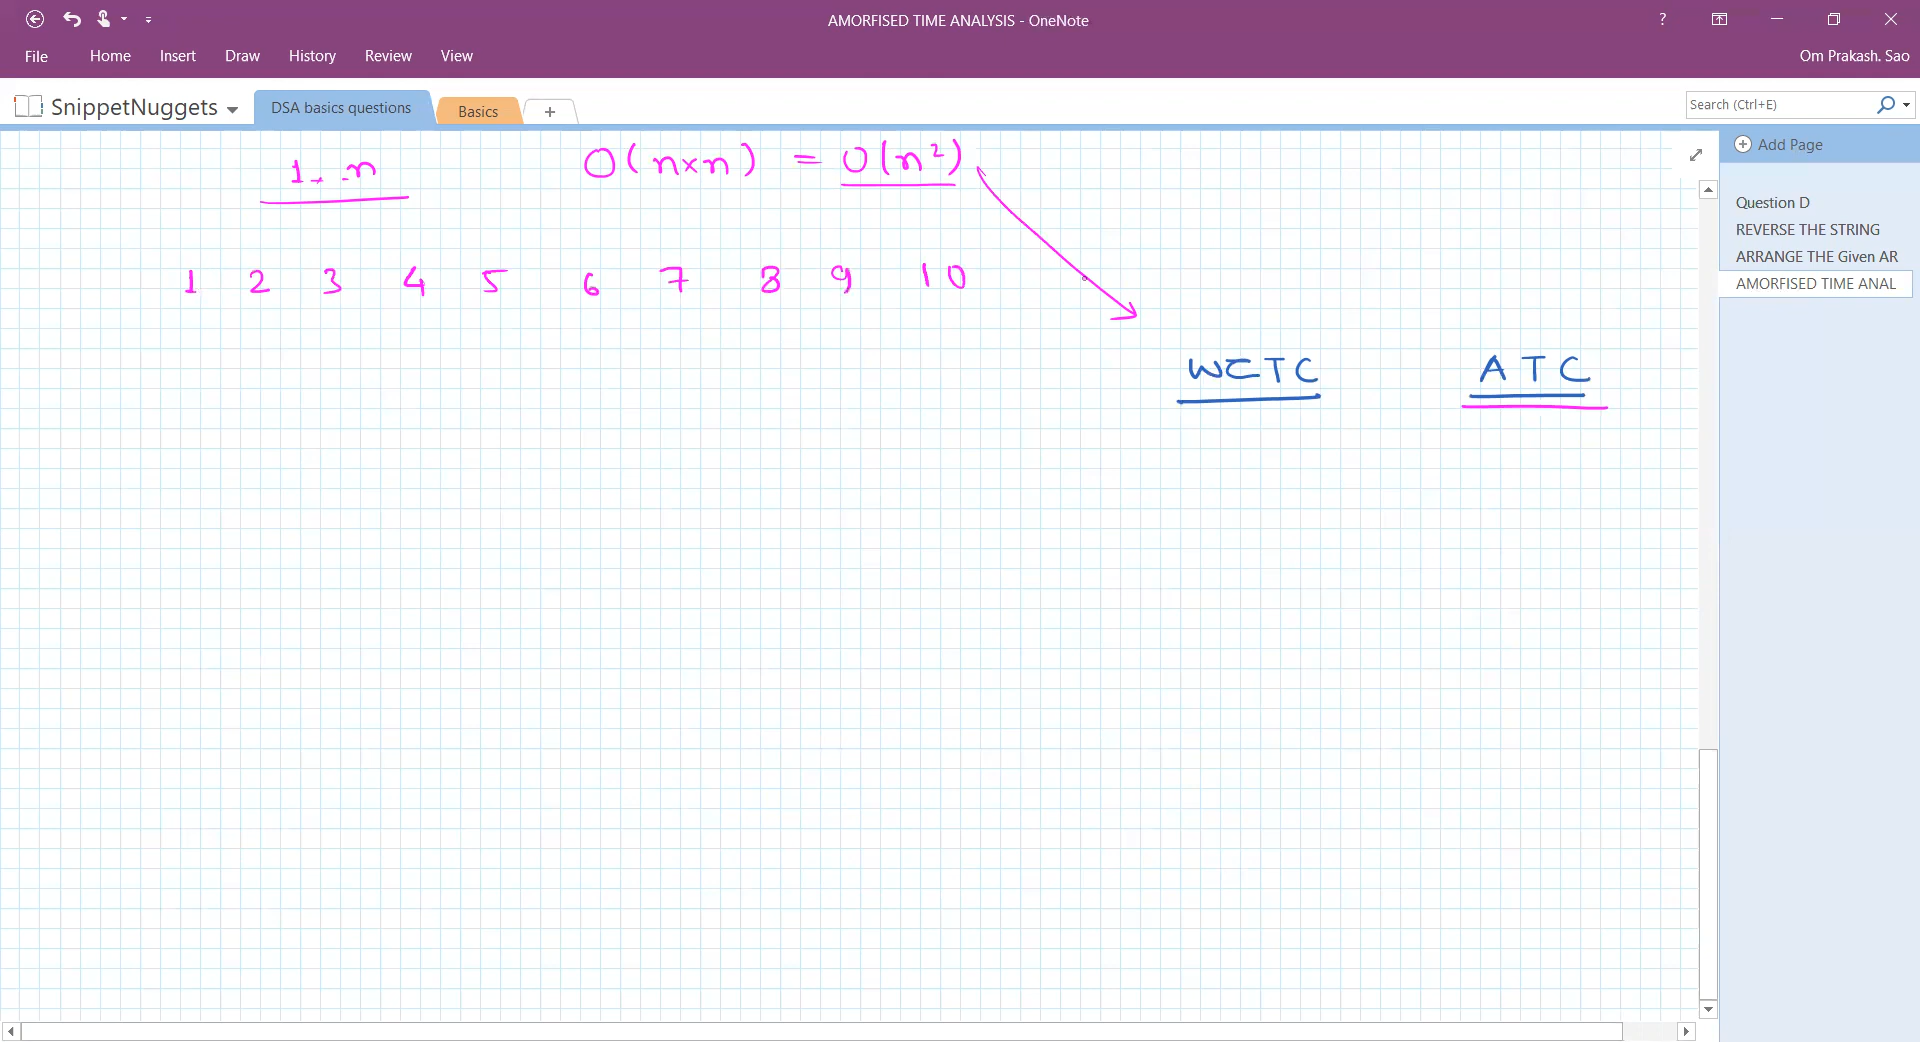 AMORFISED TIME ANALYSIS - OneNote
?
File Home Insert Draw History Review View
Om Prakash. Sao
SnippetNuggets
DSA basics questions
Basics
+
Search (Ctrl+E)
Add Page
Question D
REVERSE THE STRING
ARRANGE THE Given AR
AMORFISED TIME ANAL
1...n
O(n×n) = O(n²)
1 2 3 4 5 6 7 8 9 10
WCTC ATC